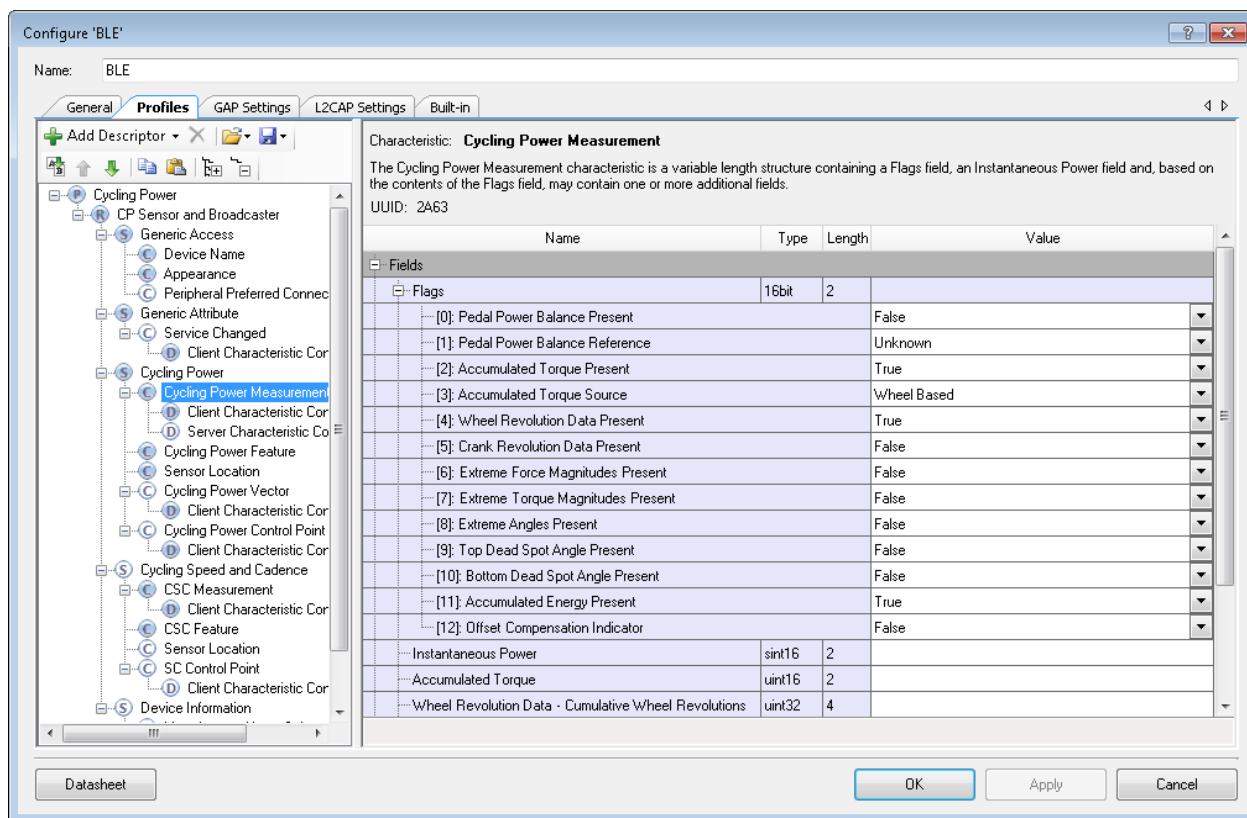 Configure 'BLE'
Name: BLE
General Profiles GAP Settings L2CAP Settings Built-in
Add Descriptor
Cycling Power
CP Sensor and Broadcaster
Generic Access
Device Name
Appearance
Peripheral Preferred Connec
Generic Attribute
Service Changed
Client Characteristic Cor
Cycling Power
Cycling Power Measurement
Client Characteristic Cor
Server Characteristic Co
Cycling Power Feature
Sensor Location
Cycling Power Vector
Client Characteristic Cor
Cycling Power Control Point
Client Characteristic Cor
Cycling Speed and Cadence
CSC Measurement
Client Characteristic Cor
CSC Feature
Sensor Location
SC Control Point
Client Characteristic Cor
Device Information
Characteristic: Cycling Power Measurement
The Cycling Power Measurement characteristic is a variable length structure containing a Flags field, an Instantaneous Power field and, based on
the contents of the Flags field, may contain one or more additional fields.
UUID: 2A63
Name Type Length Value
Fields
Flags 16bit 2
[0]: Pedal Power Balance Present False
[1]: Pedal Power Balance Reference Unknown
[2]: Accumulated Torque Present True
[3]: Accumulated Torque Source Wheel Based
[4]: Wheel Revolution Data Present True
[5]: Crank Revolution Data Present False
[6]: Extreme Force Magnitudes Present False
[7]: Extreme Torque Magnitudes Present False
[8]: Extreme Angles Present False
[9]: Top Dead Spot Angle Present False
[10]: Bottom Dead Spot Angle Present False
[11]: Accumulated Energy Present True
[12]: Offset Compensation Indicator False
Instantaneous Power sint16 2
Accumulated Torque uint16 2
Wheel Revolution Data - Cumulative Wheel Revolutions uint32 4
Datasheet OK Apply Cancel